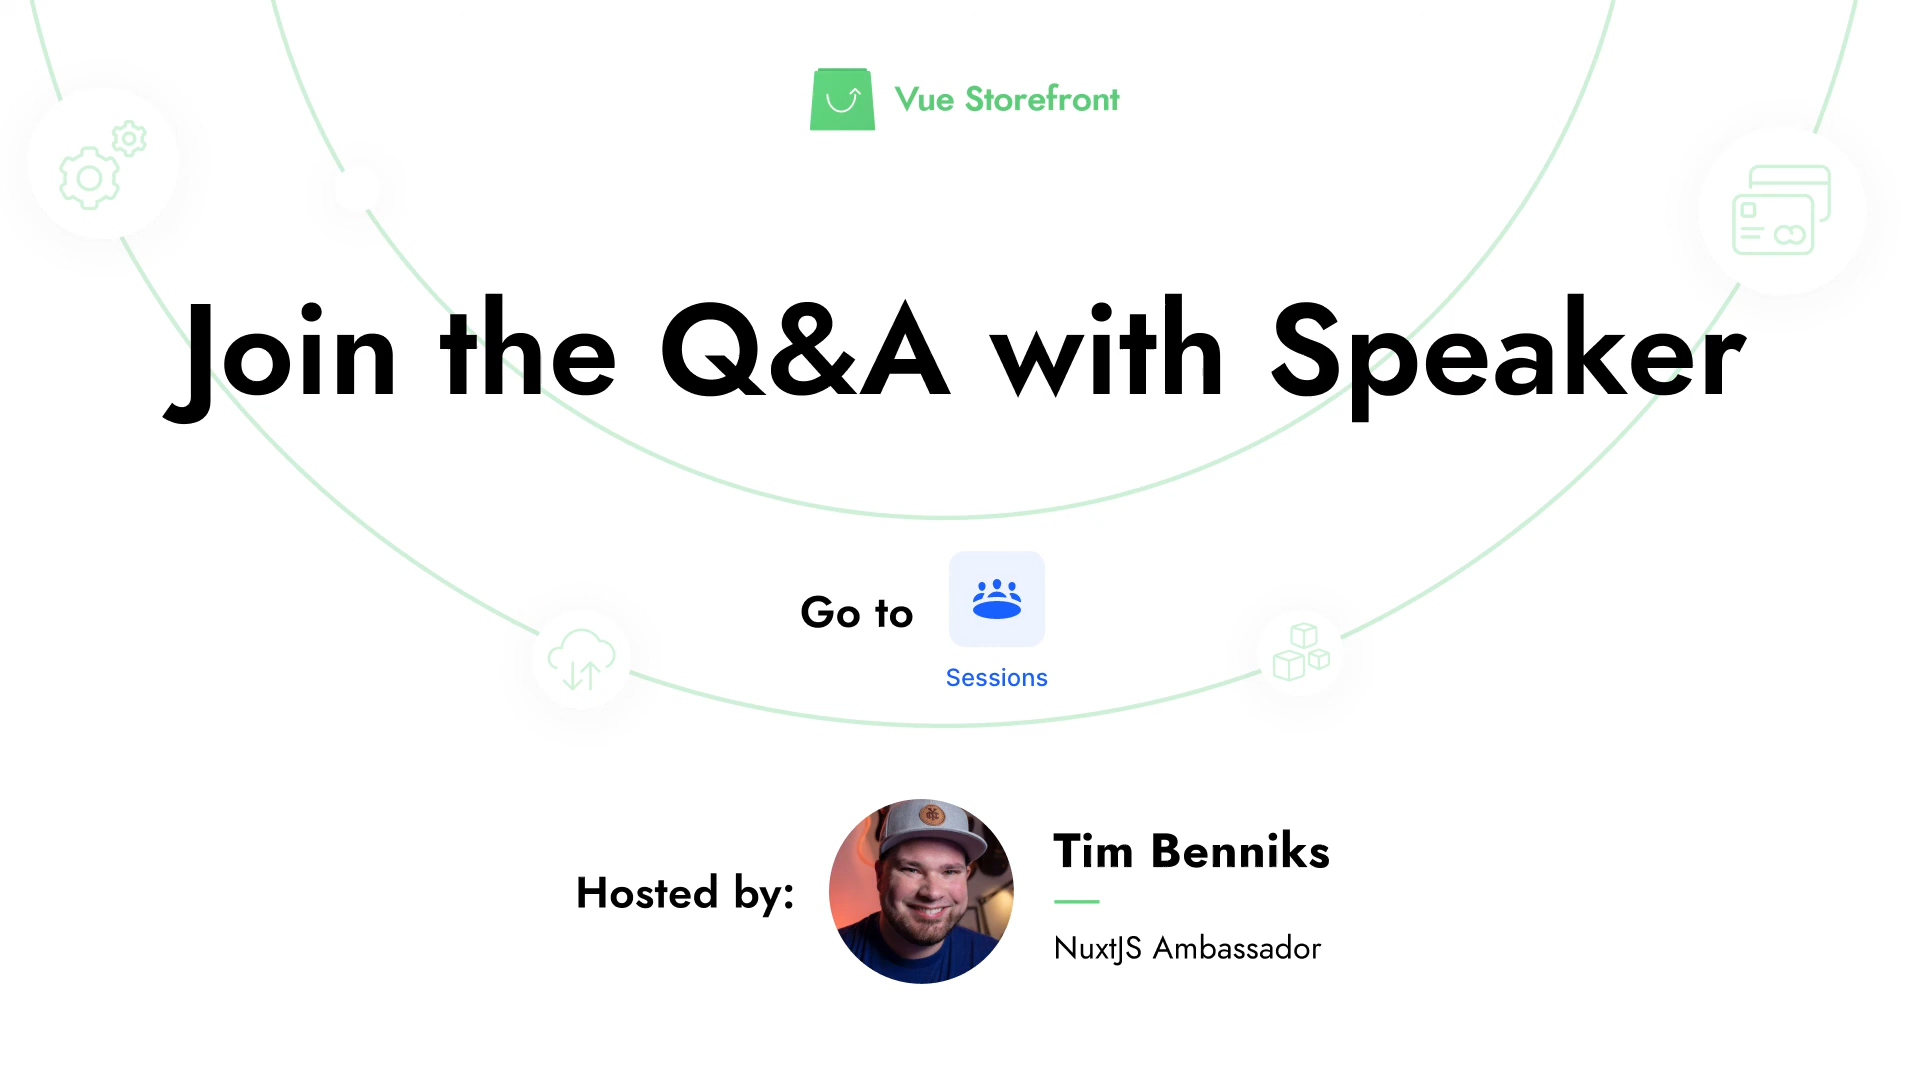 Vue Storefront
Join the Q&A with Speaker
Go to
Sessions
Hosted by:
Tim Benniks
NuxtJS Ambassador